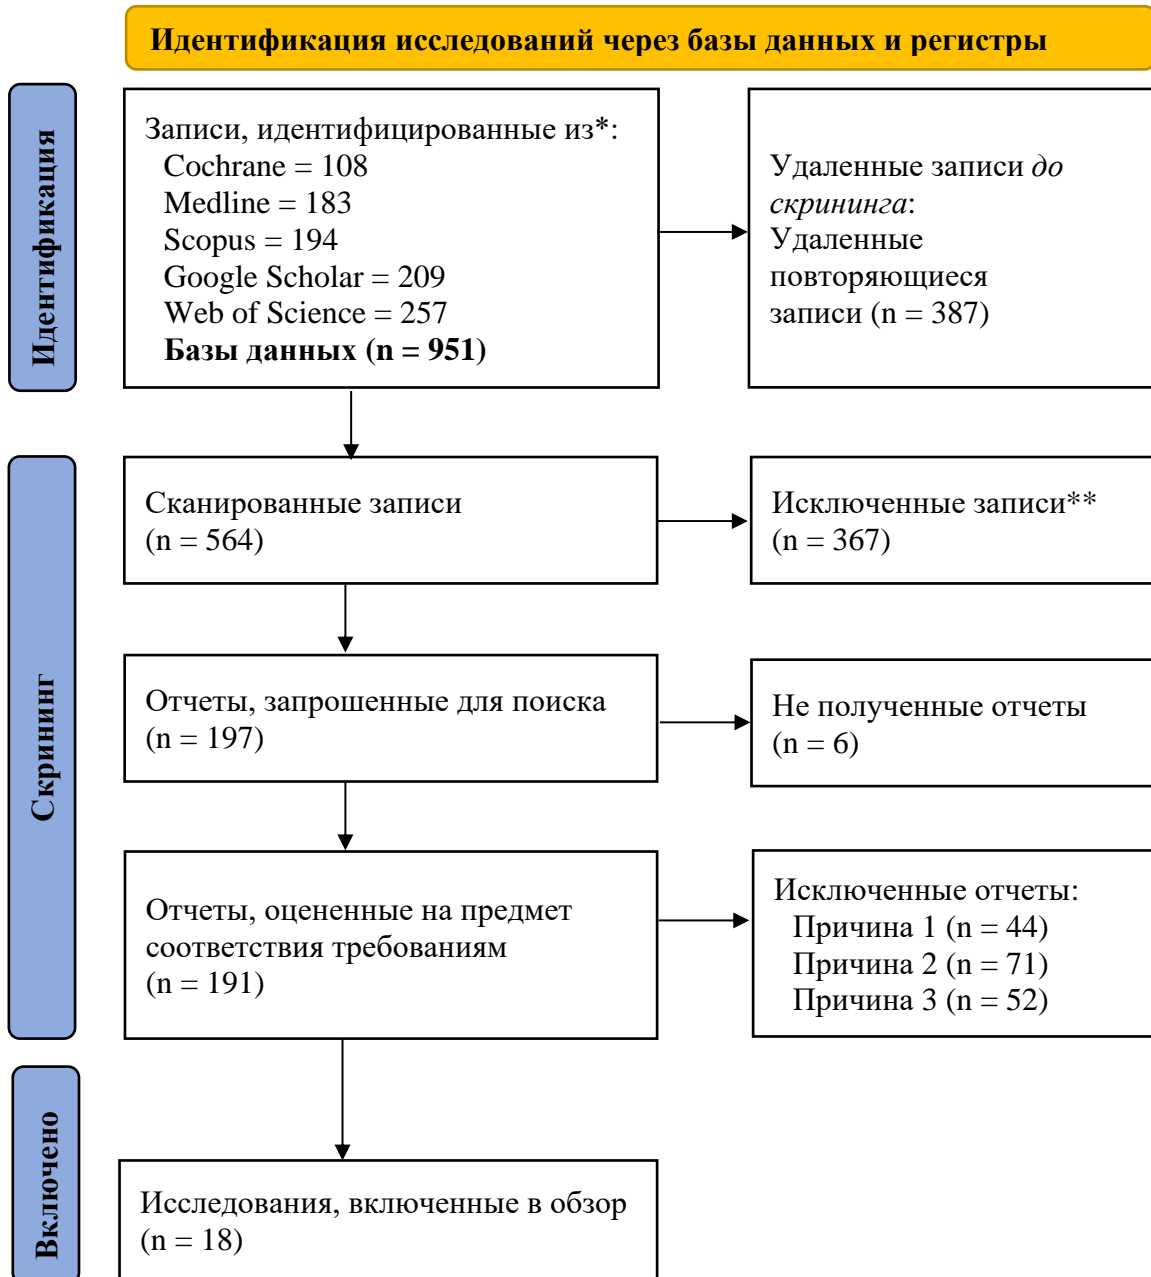 Идентификация исследований через базы данных и регистры
Идентификация
Записи, идентифицированные из*:
Cochrane = 108
Medline = 183
Scopus = 194
Google Scholar = 209
Web of Science = 257
Базы данных (n = 951)
Удаленные записи до
скрининга:
Удаленные
повторяющиеся
записи (n = 387)
Скрининг
Сканированные записи
(n = 564)
Исключенные записи**
(n = 367)
Отчеты, запрошенные для поиска
(n = 197)
Не полученные отчеты
(n = 6)
Отчеты, оцененные на предмет
соответствия требованиям
(n = 191)
Исключенные отчеты:
Причина 1 (n = 44)
Причина 2 (n = 71)
Причина 3 (n = 52)
Включено
Исследования, включенные в обзор
(n = 18)